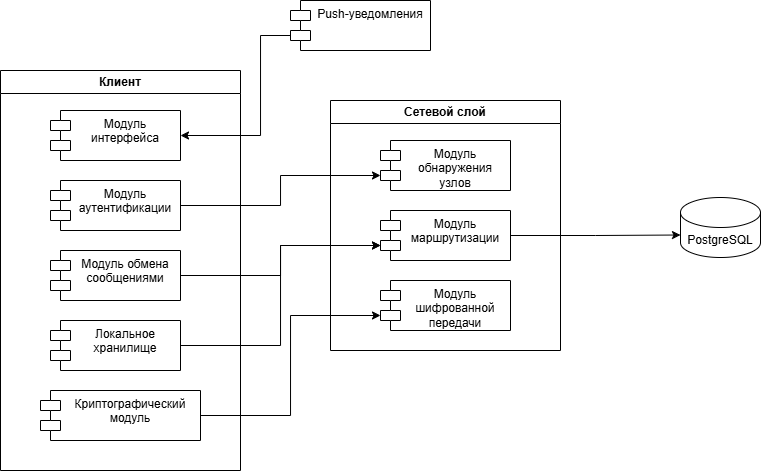 Push-уведомления
Клиент
Модуль
интерфейса
Модуль
аутентификации
Модуль обмена
сообщениями
Локальное
хранилище
Криптографический
модуль
Сетевой слой
Модуль
обнаружения
узлов
Модуль
маршрутизации
Модуль
шифрованной
передачи
PostgreSQL